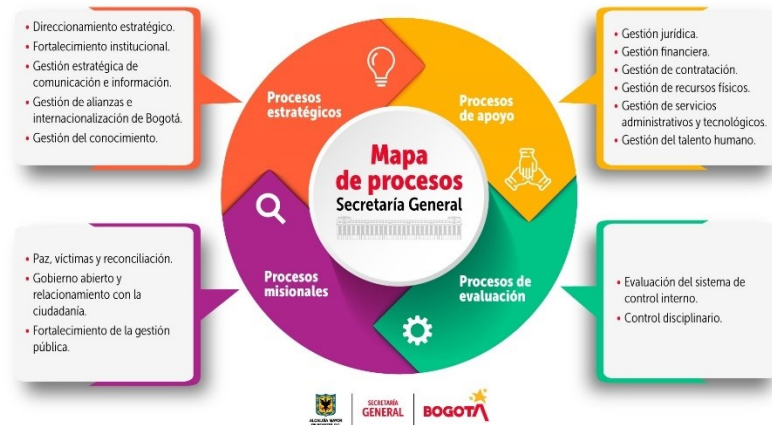 • Direccionamiento estratégico.
• Fortalecimiento institucional.
• Gestión estratégica de
comunicación e información.
• Gestión de alianzas e
internacionalización de Bogotá.
• Gestión del conocimiento.
Procesos
estratégicos
Procesos
de apoyo
• Gestión jurídica.
• Gestión financiera.
• Gestión de contratación.
• Gestión de recursos físicos.
• Gestión de servicios
administrativos y tecnológicos.
• Gestión del talento humano.
Mapa
de procesos
Secretaría General
• Paz, víctimas y reconciliación.
• Gobierno abierto y
relacionamiento con la
ciudadanía.
• Fortalecimiento de la gestión
pública.
Procesos
misionales
Procesos de
evaluación
• Evaluación del sistema de
control interno.
• Control disciplinario.
ALCALDÍA MAYOR
DE BOGOTÁ D.C.
SECRETARÍA
GENERAL
BOGOTÁ